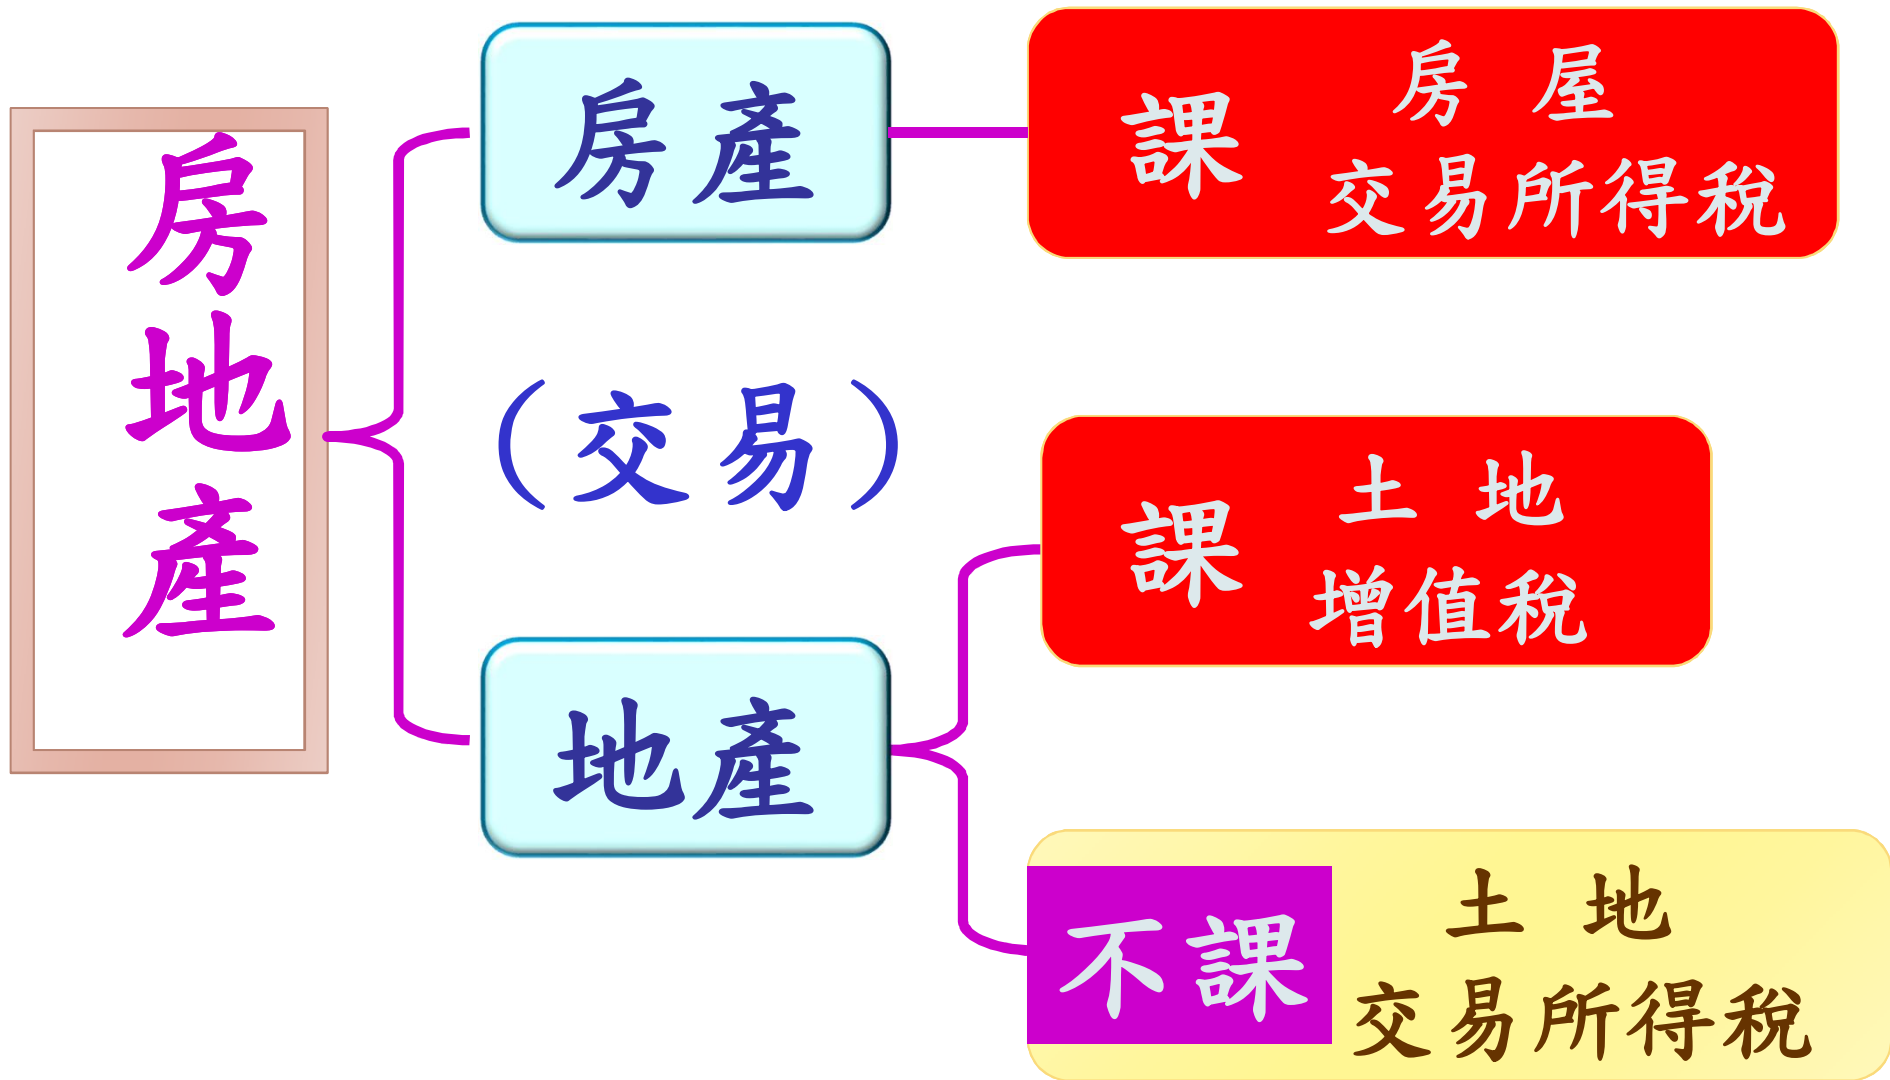 房地產
房產
課
房屋
交易所得稅
（交易）
地產
課
土地
增值稅
不課
土地
交易所得稅